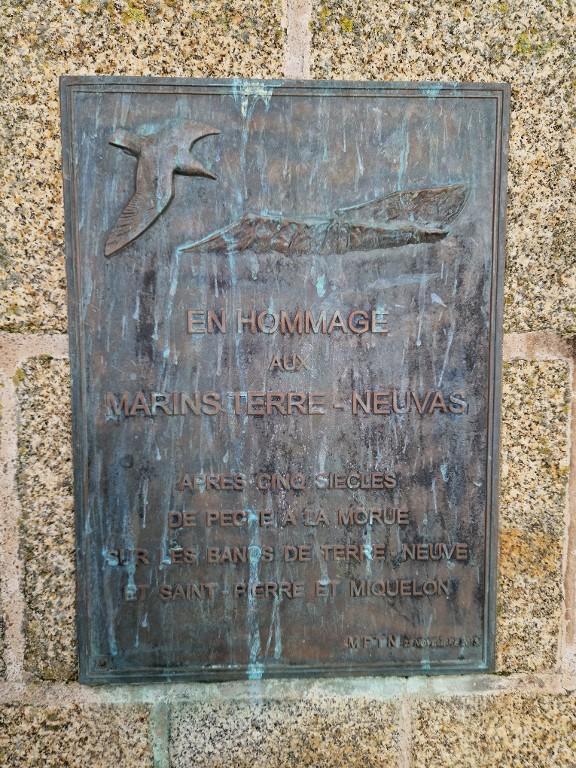 EN HOMMAGE
AUX
MARINS TERRE - NEUVAS
APRES CINQ SIECLES
DE PECHE A LA MORUE
SUR LES BANCS DE TERRE - NEUVE
ET SAINT - PIERRE ET MIQUELON
M P T N